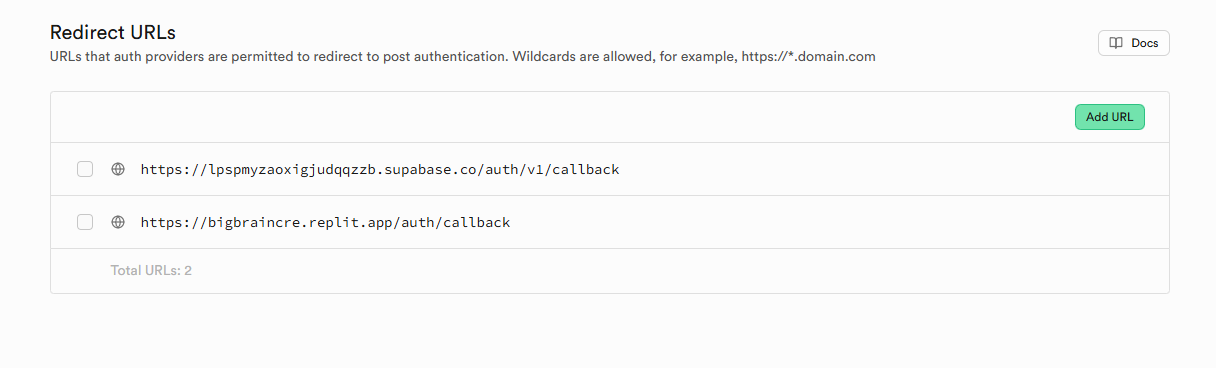 Redirect URLs
URLs that auth providers are permitted to redirect to post authentication. Wildcards are allowed, for example, https://*.domain.com
Docs
Add URL
https://lpspmyzaoxigjudqqzzb.supabase.co/auth/v1/callback
https://bigbraincre.replit.app/auth/callback
Total URLs: 2